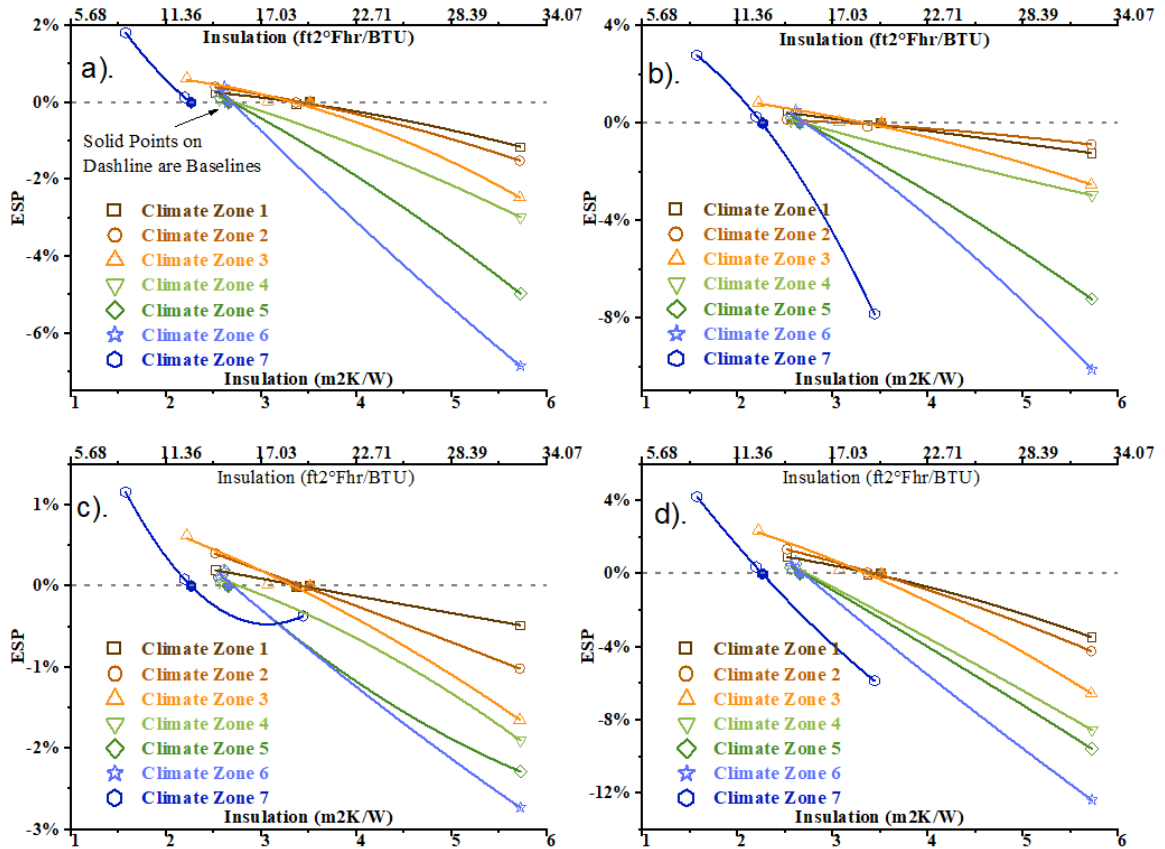 5.68 11.36 17.03 22.71 28.39 34.07
Insulation (ft2°Fhr/BTU)
a).
2%
0%
-2%
-4%
-6%
ESP
Solid Points on
Dashline are Baselines
Climate Zone 1
Climate Zone 2
Climate Zone 3
Climate Zone 4
Climate Zone 5
Climate Zone 6
Climate Zone 7
Insulation (m2K/W)
1 2 3 4 5 6
5.68 11.36 17.03 22.71 28.39 34.07
Insulation (ft2°Fhr/BTU)
b).
4%
0%
-4%
-8%
ESP
Climate Zone 1
Climate Zone 2
Climate Zone 3
Climate Zone 4
Climate Zone 5
Climate Zone 6
Climate Zone 7
Insulation (m2K/W)
1 2 3 4 5 6
5.68 11.36 17.03 22.71 28.39 34.07
Insulation (ft2°Fhr/BTU)
c).
1%
0%
-1%
-2%
-3%
ESP
Climate Zone 1
Climate Zone 2
Climate Zone 3
Climate Zone 4
Climate Zone 5
Climate Zone 6
Climate Zone 7
Insulation (m2K/W)
1 2 3 4 5 6
5.68 11.36 17.03 22.71 28.39 34.07
Insulation (ft2°Fhr/BTU)
d).
4%
0%
-4%
-8%
-12%
ESP
Climate Zone 1
Climate Zone 2
Climate Zone 3
Climate Zone 4
Climate Zone 5
Climate Zone 6
Climate Zone 7
Insulation (m2K/W)
1 2 3 4 5 6